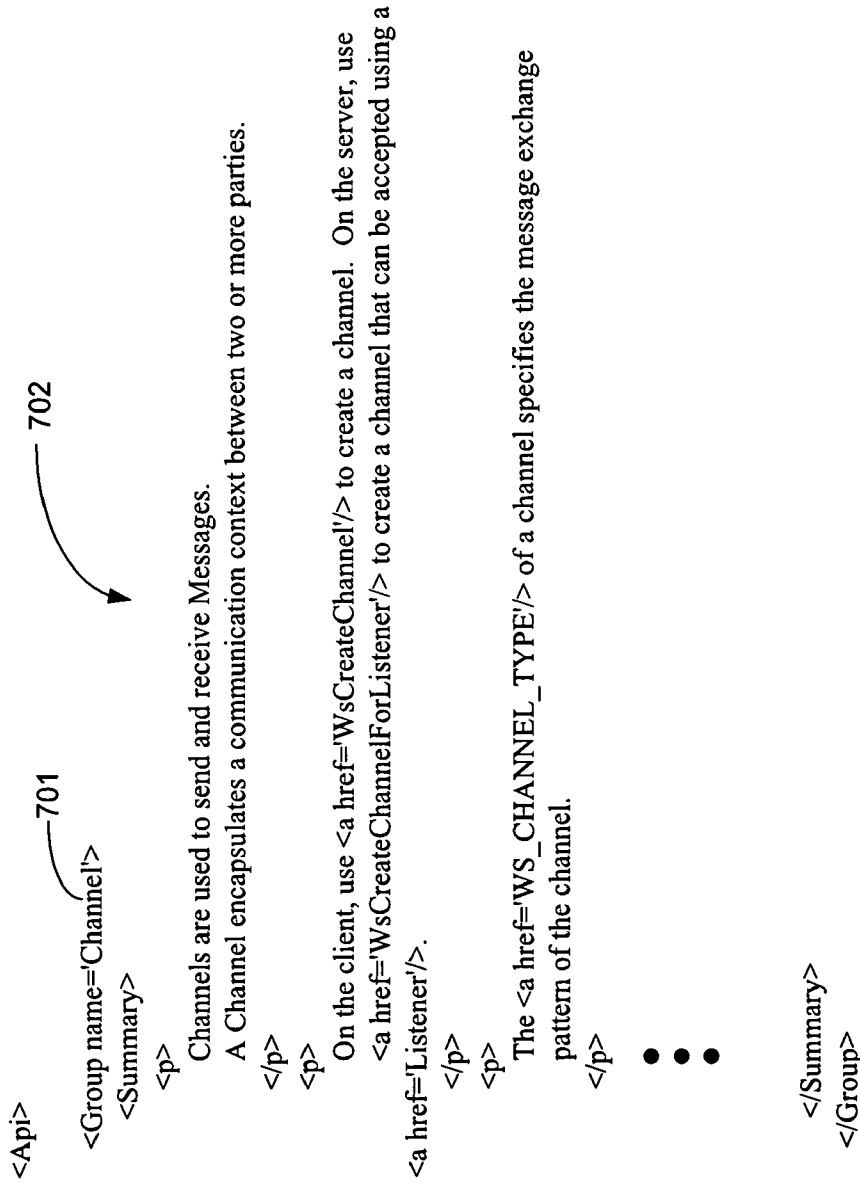 <Api>
701
702
<Group name='Channel'>
<Summary>
<p>
Channels are used to send and receive Messages.
A Channel encapsulates a communication context between two or more parties.
</p>
<p>
On the client, use <a href='WsCreateChannel'/> to create a channel. On the server, use
<a href='WsCreateChannelForListener'/> to create a channel that can be accepted using a
<a href='Listener'/>.
</p>
<p>
The <a href='WS_CHANNEL_TYPE'/> of a channel specifies the message exchange
pattern of the channel.
</p>
</Summary>
</Group>